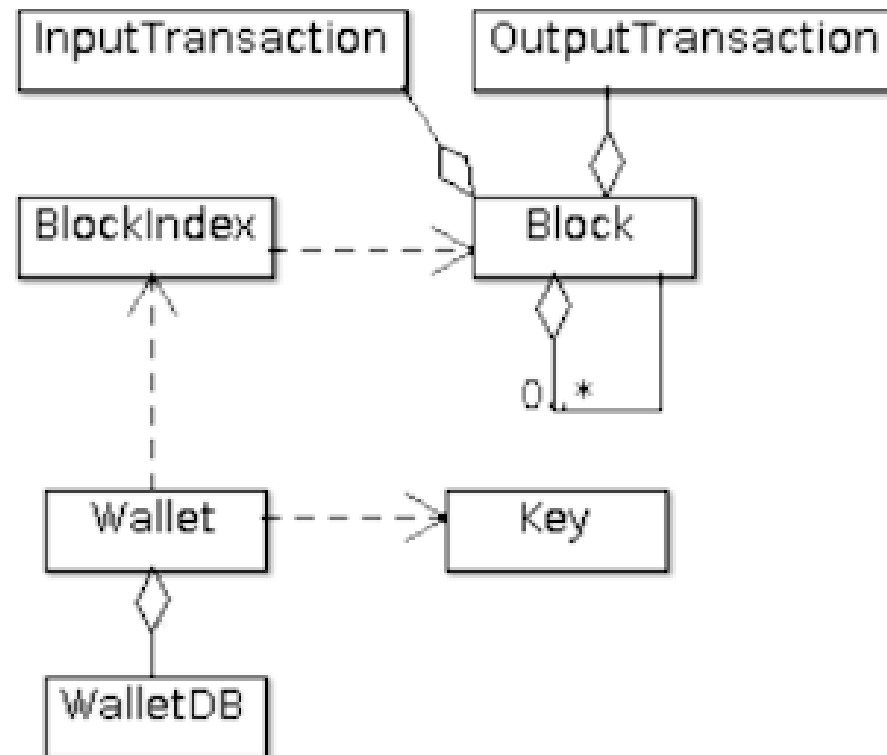 InputTransaction
OutputTransaction
BlockIndex
Block
0..*
Wallet
Key
WalletDB